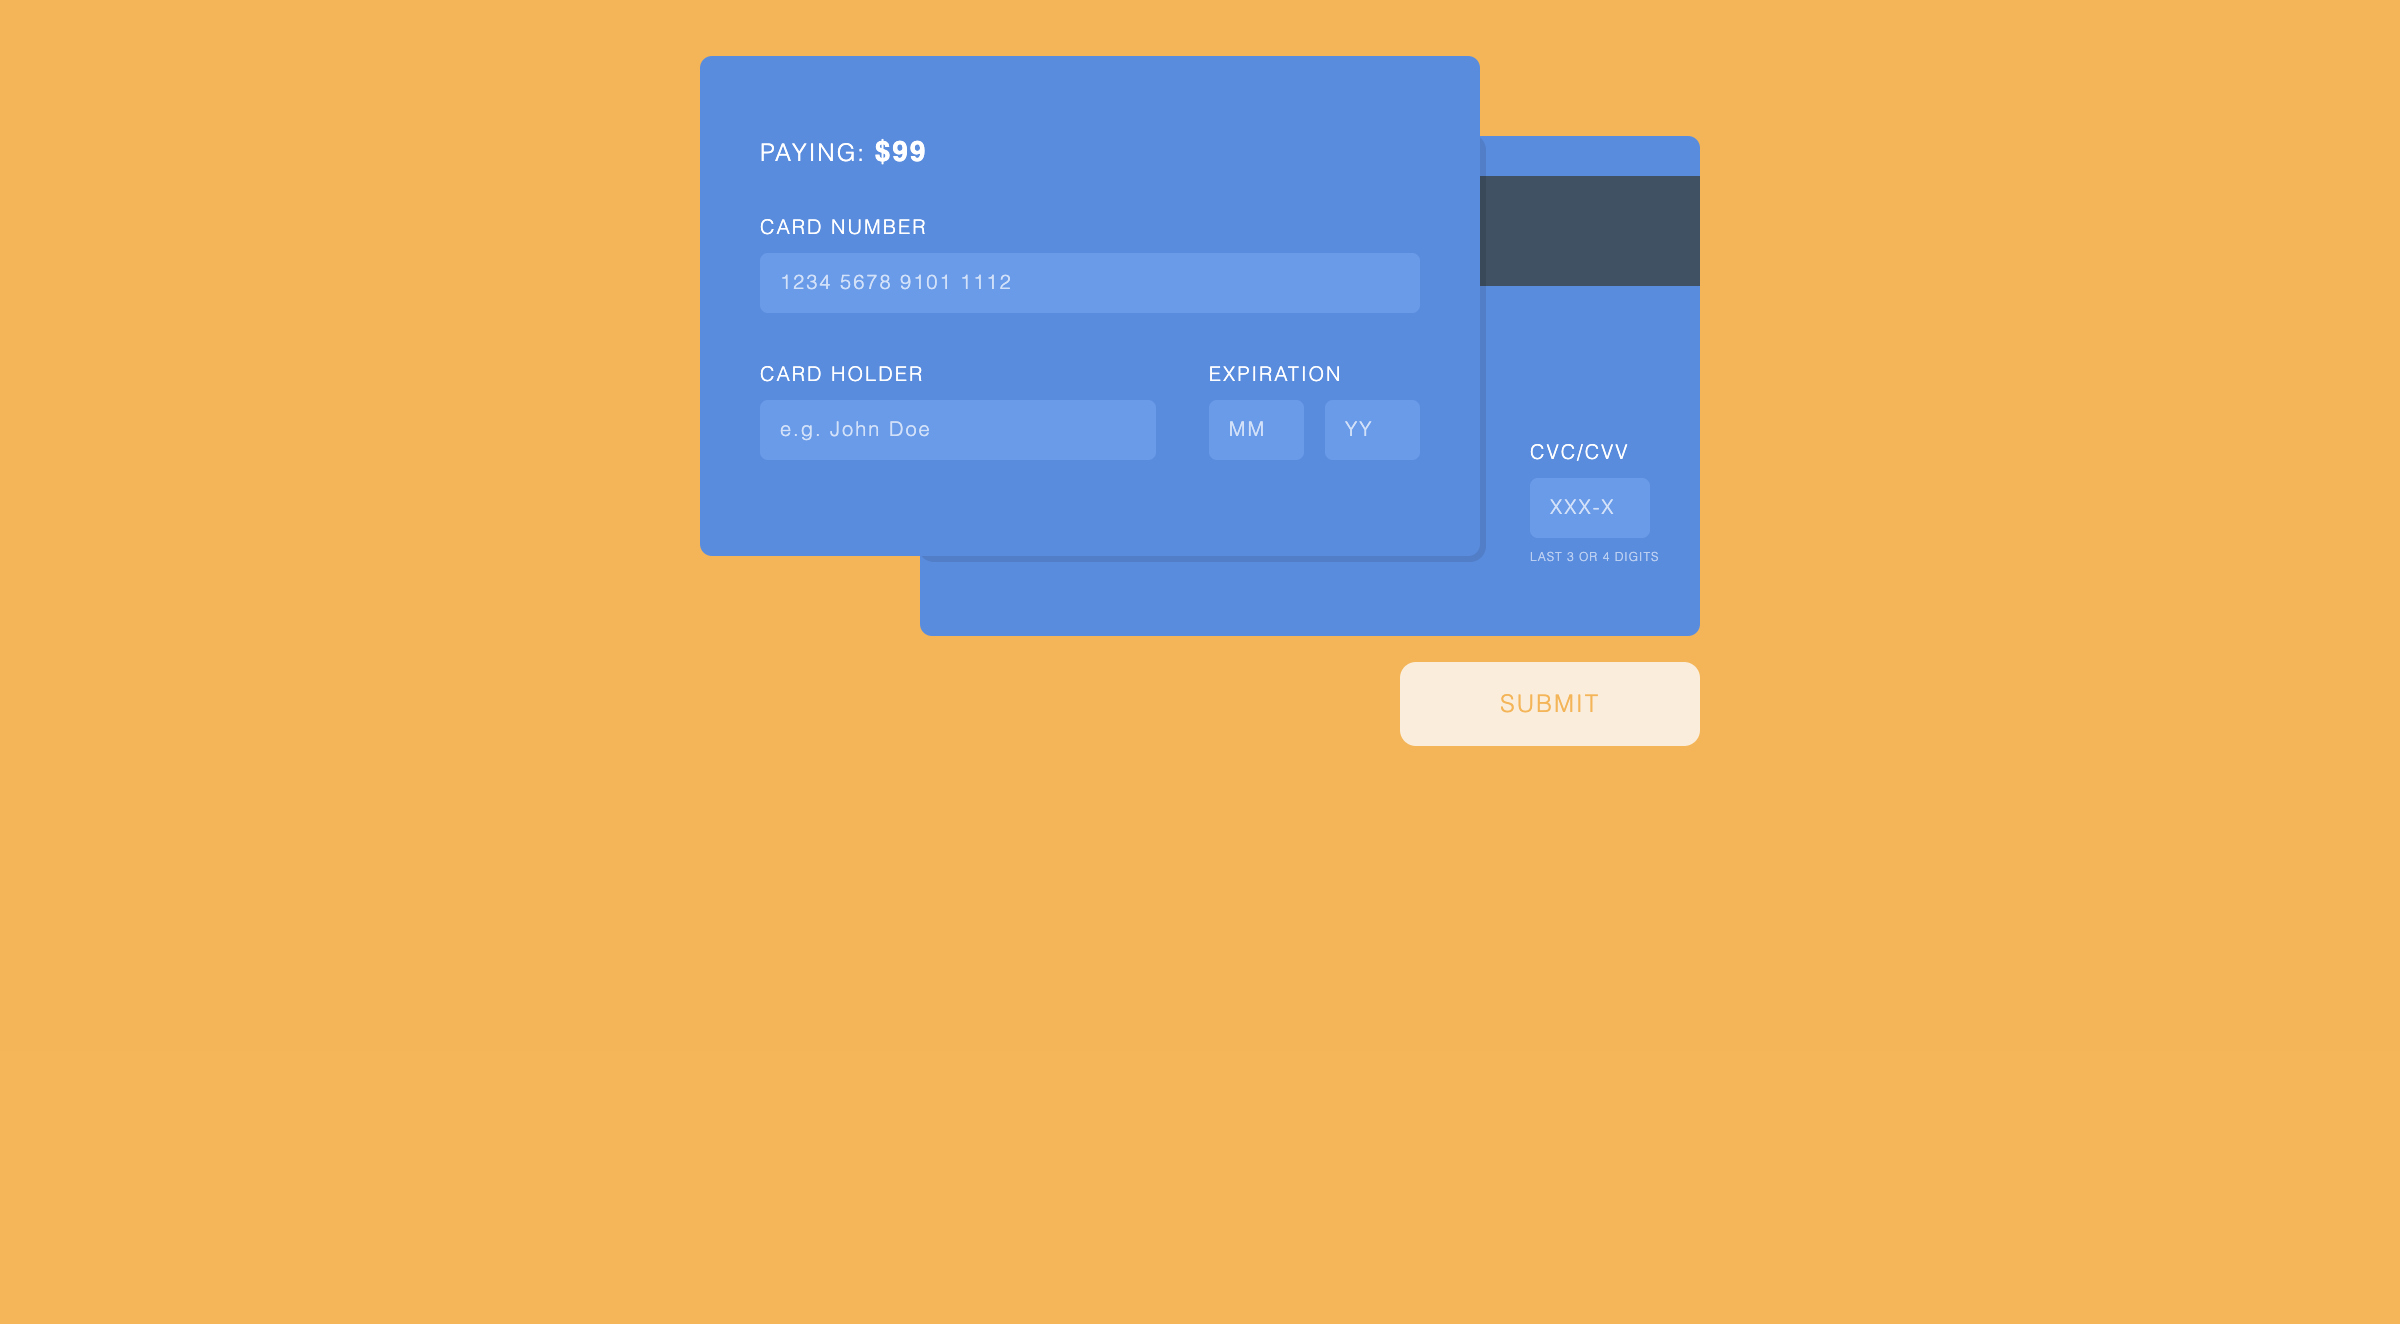 PAYING: $99
CARD NUMBER
1234 5678 9101 1112
CARD HOLDER
e.g. John Doe
EXPIRATION
MM YY
CVC/CVV
XXX-X
LAST 3 OR 4 DIGITS
SUBMIT